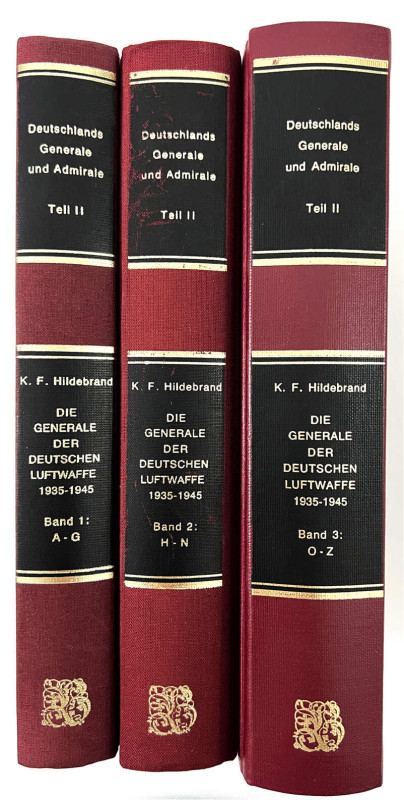 Deutschlands
Generale
und Admirale
Teil II
K. F. Hildebrand
DIE
GENERALE
DER
DEUTSCHEN
LUFTWAFFE
1935-1945
Band 1:
A - G
Deutschlands
Generale
und Admirale
Teil II
K. F. Hildebrand
DIE
GENERALE
DER
DEUTSCHEN
LUFTWAFFE
1935-1945
Band 2:
H - N
Deutschlands
Generale
und Admirale
Teil II
K. F. Hildebrand
DIE
GENERALE
DER
DEUTSCHEN
LUFTWAFFE
1935-1945
Band 3:
O - Z